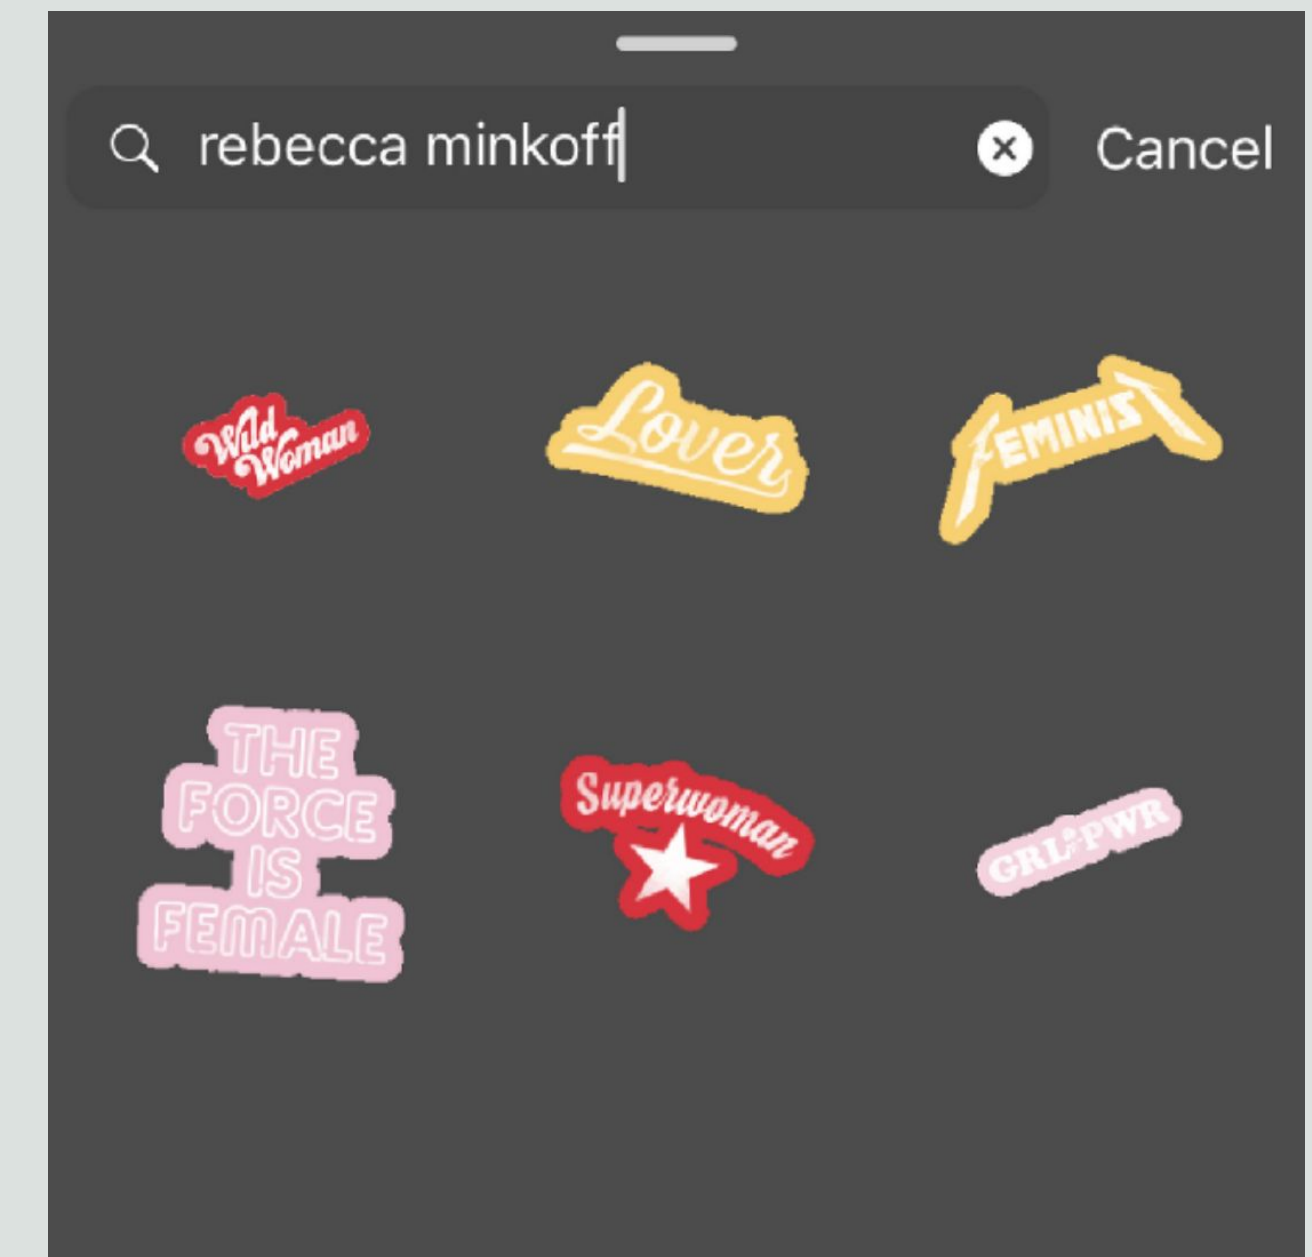 rebecca minkoff
Cancel
Wild
Woman
Lover
FEMINIST
THE
FORCE
IS
FEMALE
Superwoman
GRL PWR